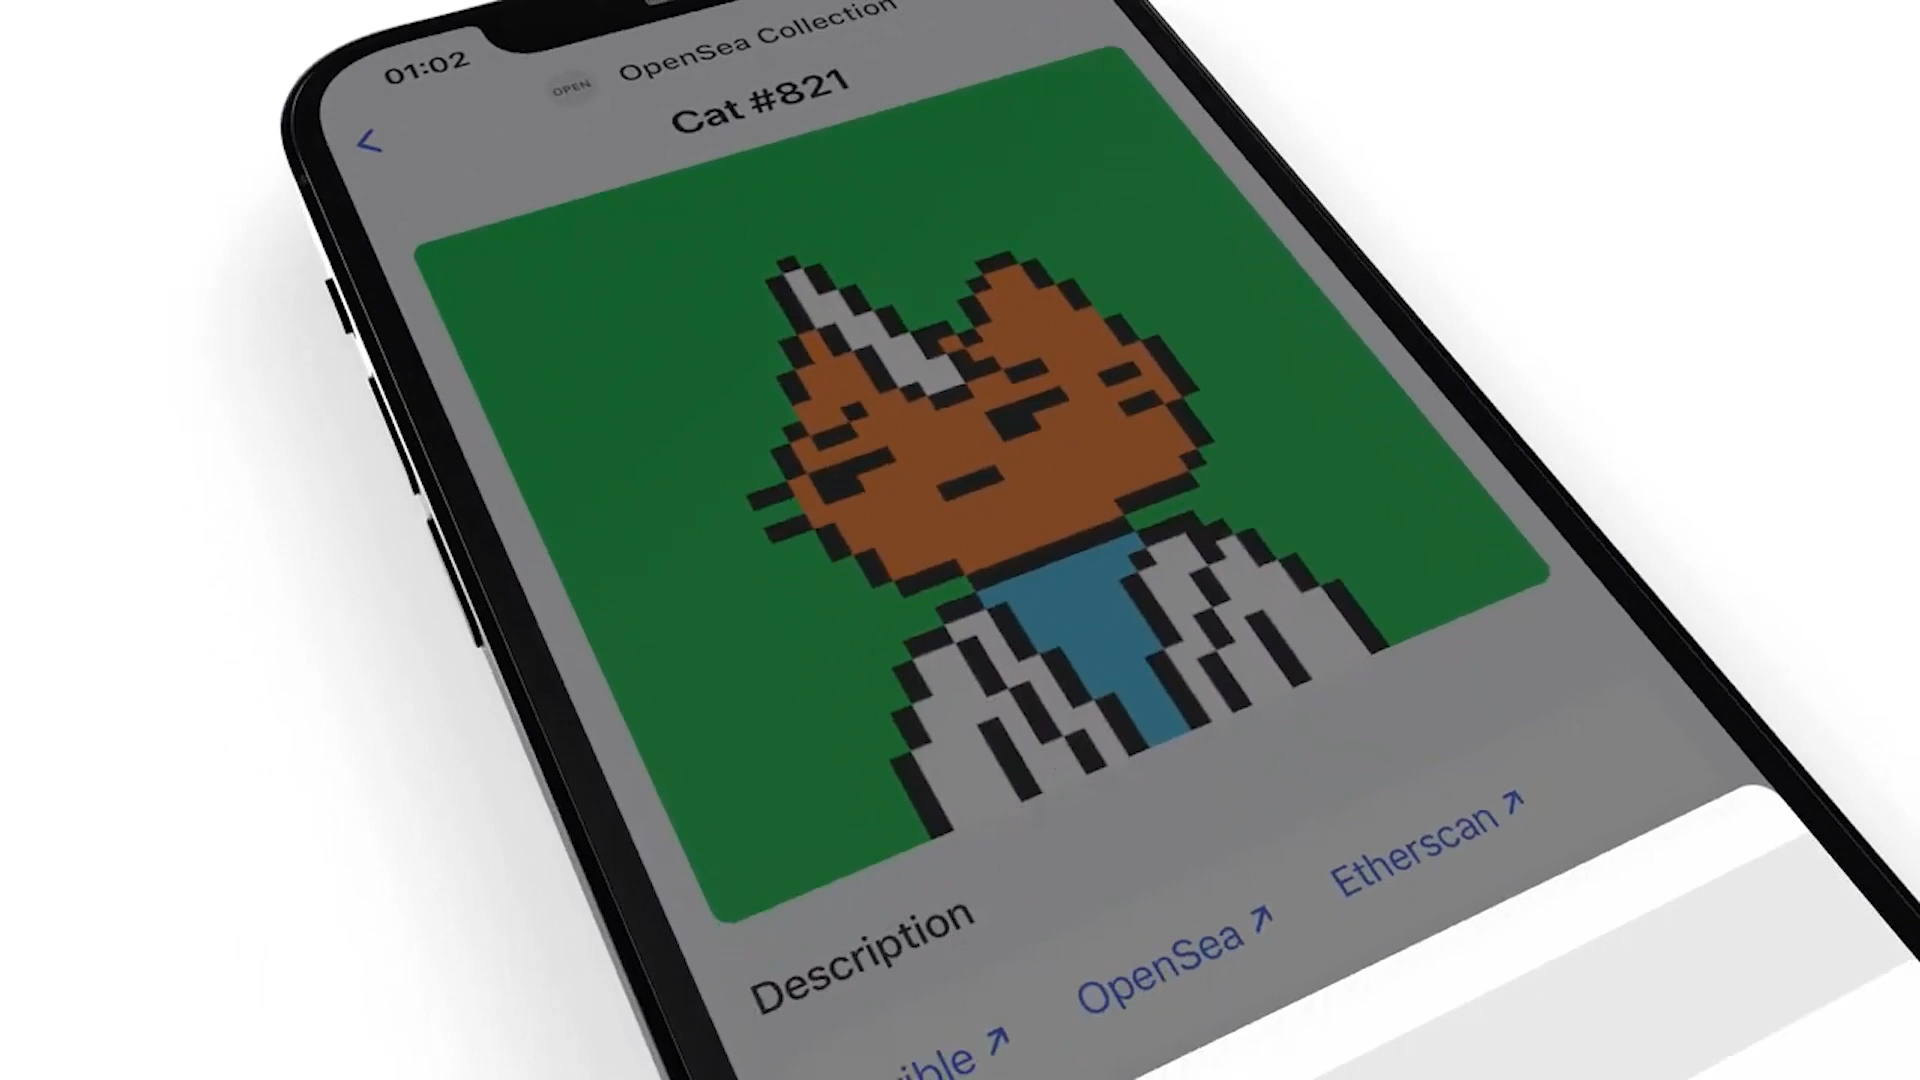 01:02
OPEN OpenSea Collection
Cat #821
Description
OpenSea ↗ Etherscan ↗